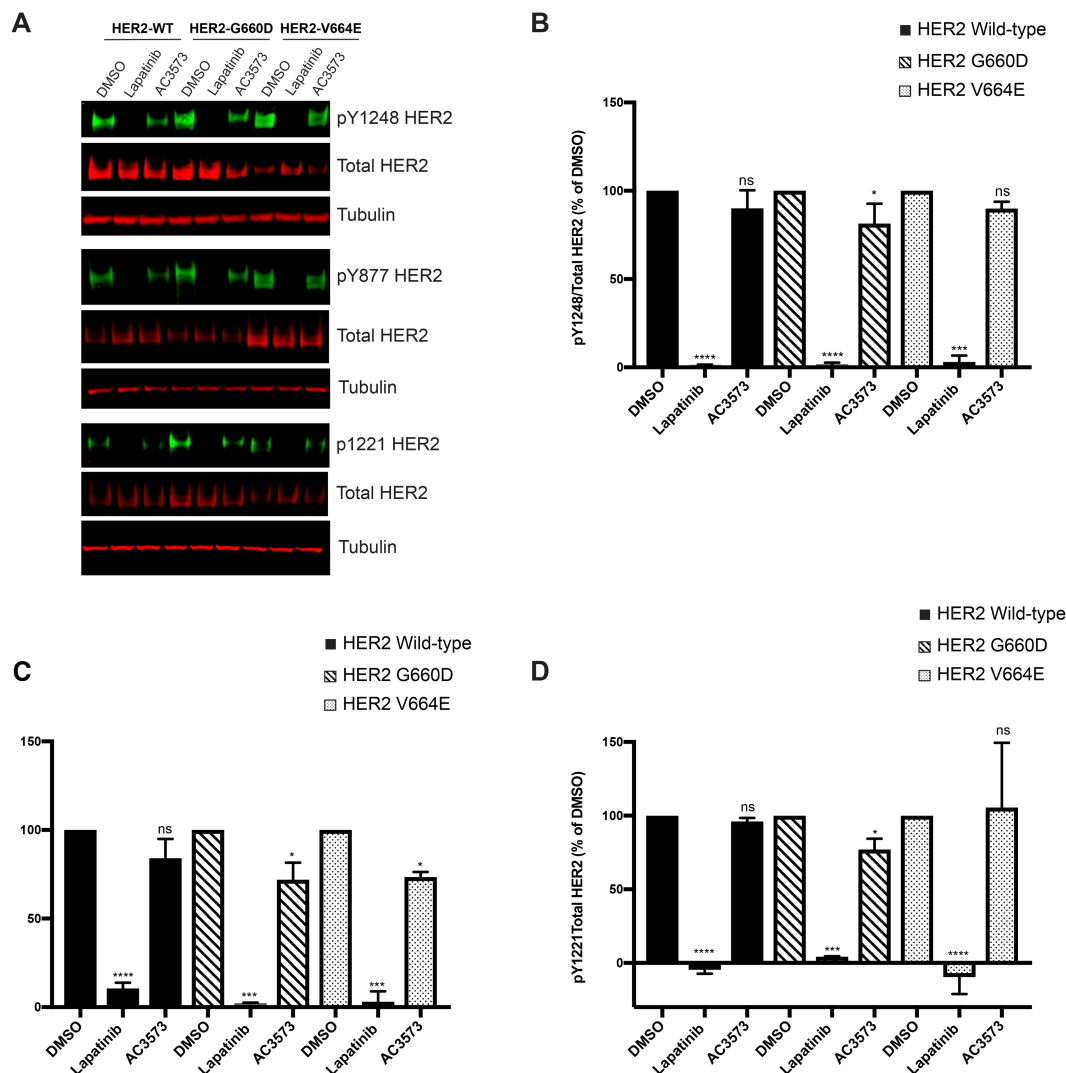 A
HER2-WT HER2-G660D HER2-V664E
DMSO Lapatinib AC3573 DMSO Lapatinib AC3573 DMSO Lapatinib AC3573
pY1248 HER2
Total HER2
Tubulin
pY877 HER2
Total HER2
Tubulin
p1221 HER2
Total HER2
Tubulin
B
HER2 Wild-type
HER2 G660D
HER2 V664E
pY1248/Total HER2 (% of DMSO)
150
100
50
0
**** ns **** * *** ns
DMSO Lapatinib AC3573 DMSO Lapatinib AC3573 DMSO Lapatinib AC3573
C
HER2 Wild-type
HER2 G660D
HER2 V664E
150
100
50
0
**** ns *** * *** *
DMSO Lapatinib AC3573 DMSO Lapatinib AC3573 DMSO Lapatinib AC3573
D
HER2 Wild-type
HER2 G660D
HER2 V664E
pY1221Total HER2 (% of DMSO)
150
100
50
0
**** ns *** * **** ns
DMSO Lapatinib AC3573 DMSO Lapatinib AC3573 DMSO Lapatinib AC3573